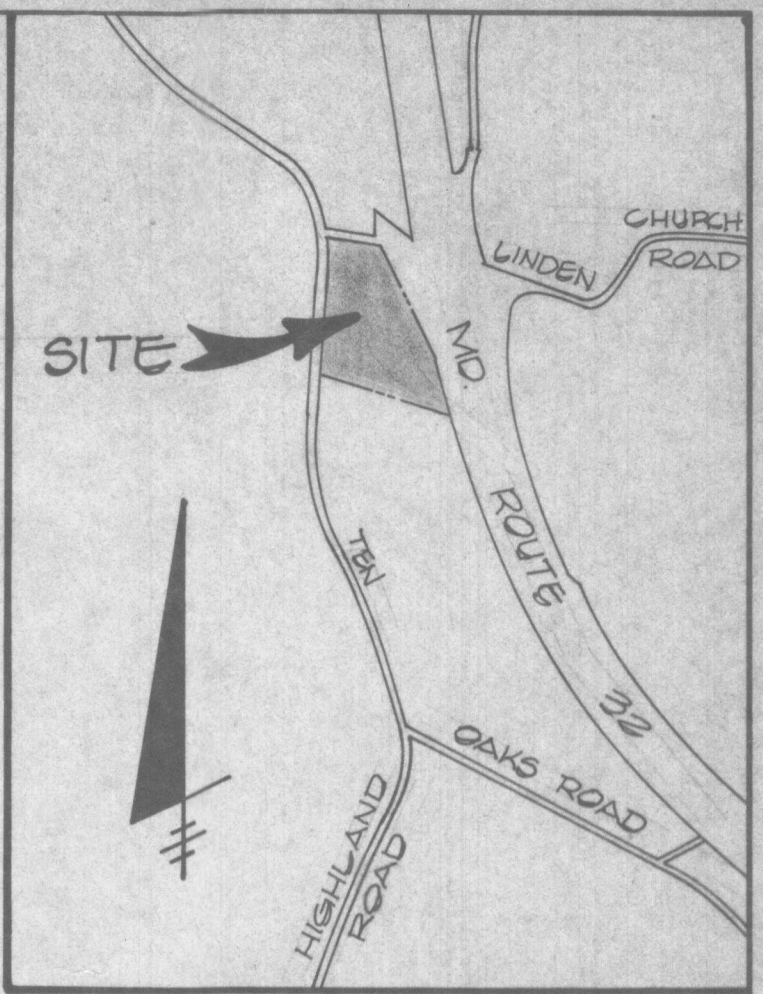 CHURCH
LINDEN
ROAD
SITE
MD.
ROUTE
32
TEN
OAKS ROAD
HIGHLAND
ROAD